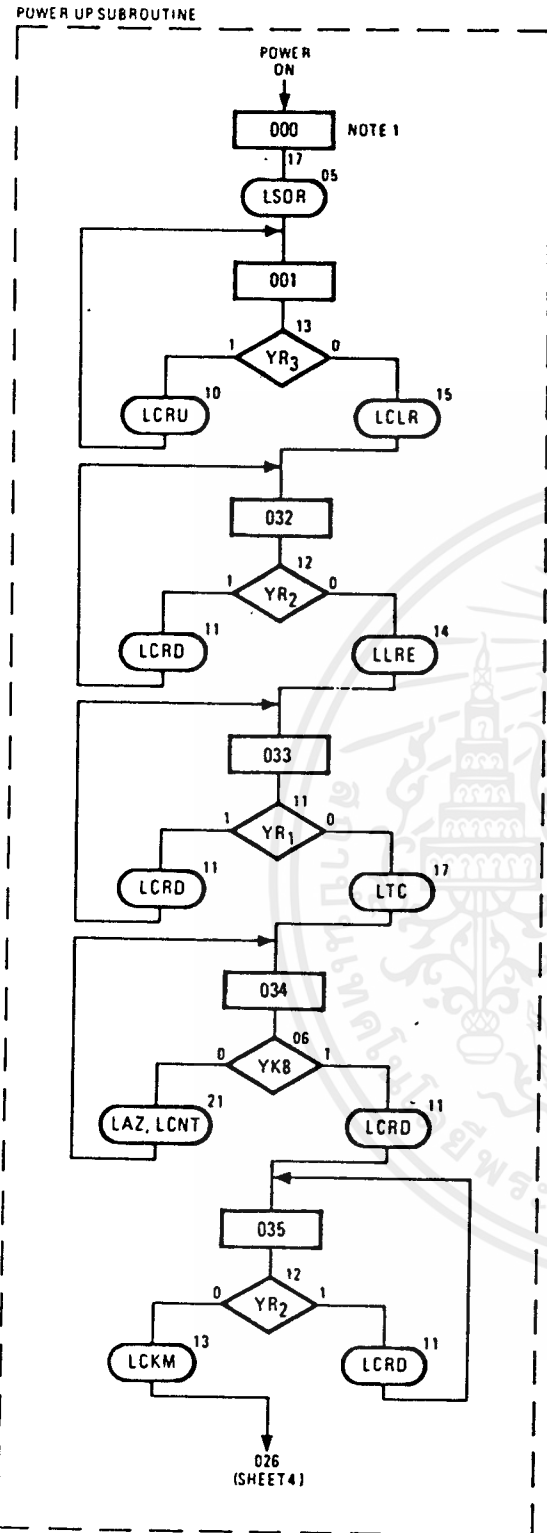 POWER UP SUBROUTINE
POWER
ON
000 NOTE 1
17
05
LSOR
001
13
1 YR3 0
10 15
LCRU LCLR
032
12
1 YR2 0
11 14
LCRD LLRE
033
11
1 YR1 0
11 17
LCRD LTC
034
06
0 YK8 1
21 11
LAZ, LCNT LCRD
035
12
0 YR2 1
13 11
LCKM LCRD
026
(SHEET 4)